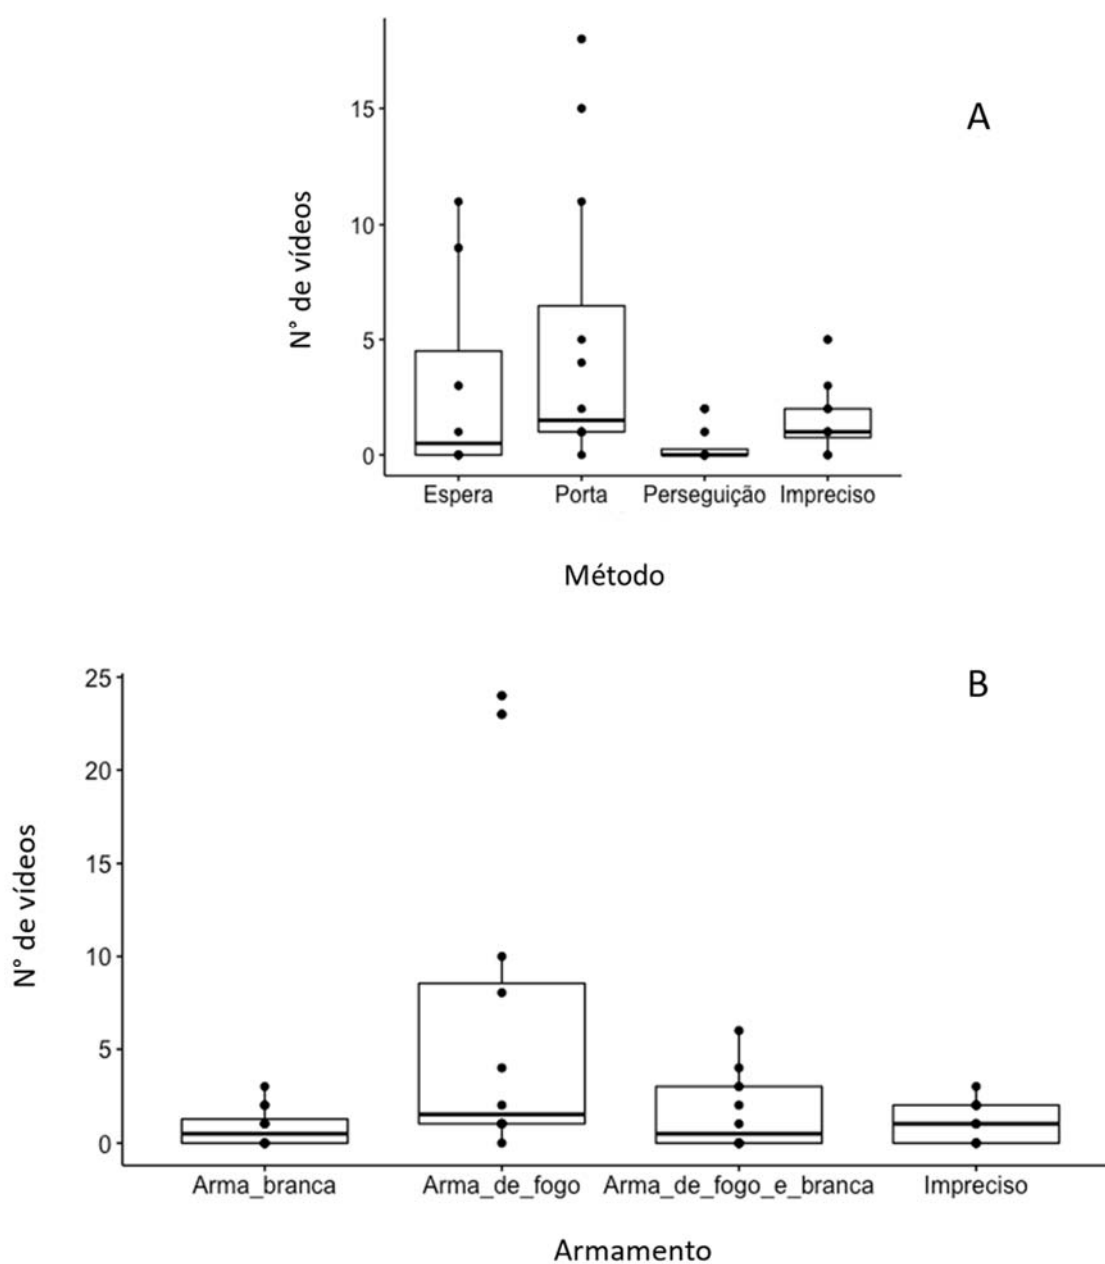 A
N° de vídeos
15
10
5
0
Espera Porta Perseguição Impreciso
Método
B
N° de vídeos
25
20
15
10
5
0
Arma_branca Arma_de_fogo Arma_de_fogo_e_branca Impreciso
Armamento